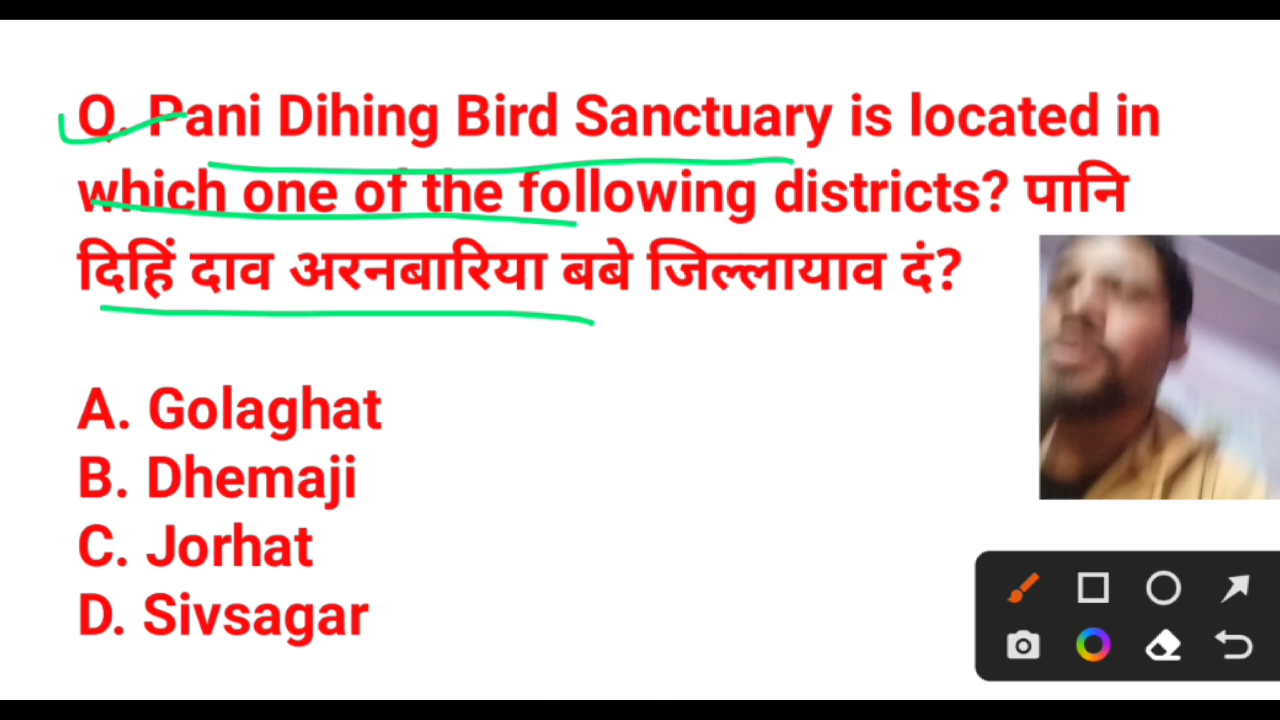 Q. Pani Dihing Bird Sanctuary is located in
which one of the following districts? पानि
दिहिं दाव अरनबारिया बबे जिल्लायाव दं?
A. Golaghat
B. Dhemaji
C. Jorhat
D. Sivsagar